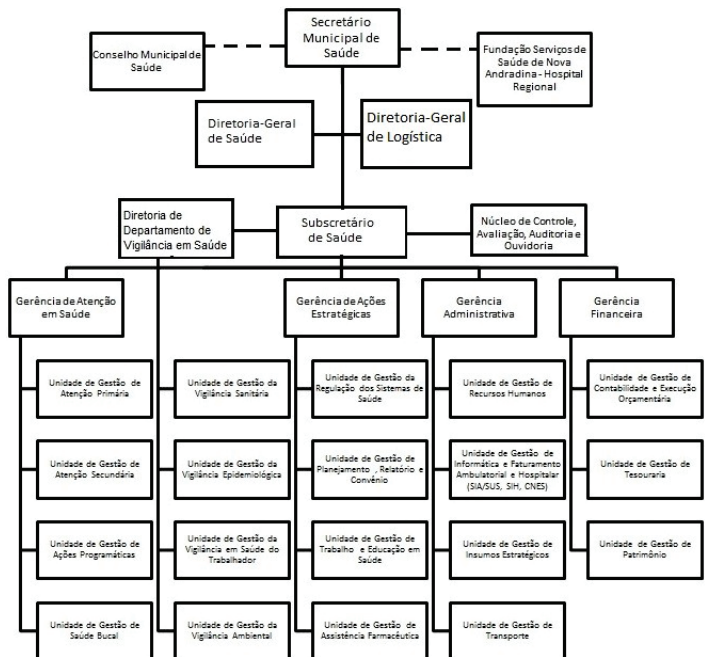 Secretário
Municipal de
Saúde
Conselho Municipal de
Saúde
Fundação Serviços de
Saúde de Nova
Andradina - Hospital
Regional
Diretoria-Geral
de Saúde
Diretoria-Geral
de Logística
Diretoria de
Departamento de
Vigilância em Saúde
Subscretário
de Saúde
Núcleo de Controle,
Avaliação, Auditoria e
Ouvidoria
Gerência de Atenção
em Saúde
Gerência de Ações
Estratégicas
Gerência
Administrativa
Gerência
Financeira
Unidade de Gestão de
Atenção Primária
Unidade de Gestão da
Vigilância Sanitária
Unidade de Gestão da
Regulação dos Sistemas de
Saúde
Unidade de Gestão de
Recursos Humanos
Unidade de Gestão de
Contabilidade e Execução
Orçamentária
Unidade de Gestão de
Atenção Secundária
Unidade de Gestão da
Vigilância Epidemiológica
Unidade de Gestão de
Planejamento , Relatório e
Convênio
Unidade de Gestão de
Informática e Faturamento
Ambulatorial e Hospitalar
(SIA/SUS, SIH, CNES)
Unidade de Gestão de
Tesouraria
Unidade de Gestão de
Ações Programáticas
Unidade de Gestão da
Vigilância em Saúde do
Trabalhador
Unidade de Gestão de
Trabalho e Educação em
Saúde
Unidade de Gestão de
Insumos Estratégicos
Unidade de Gestão de
Patrimônio
Unidade de Gestão de
Saúde Bucal
Unidade de Gestão da
Vigilância Ambiental
Unidade de Gestão de
Assistência Farmacêutica
Unidade de Gestão de
Transporte